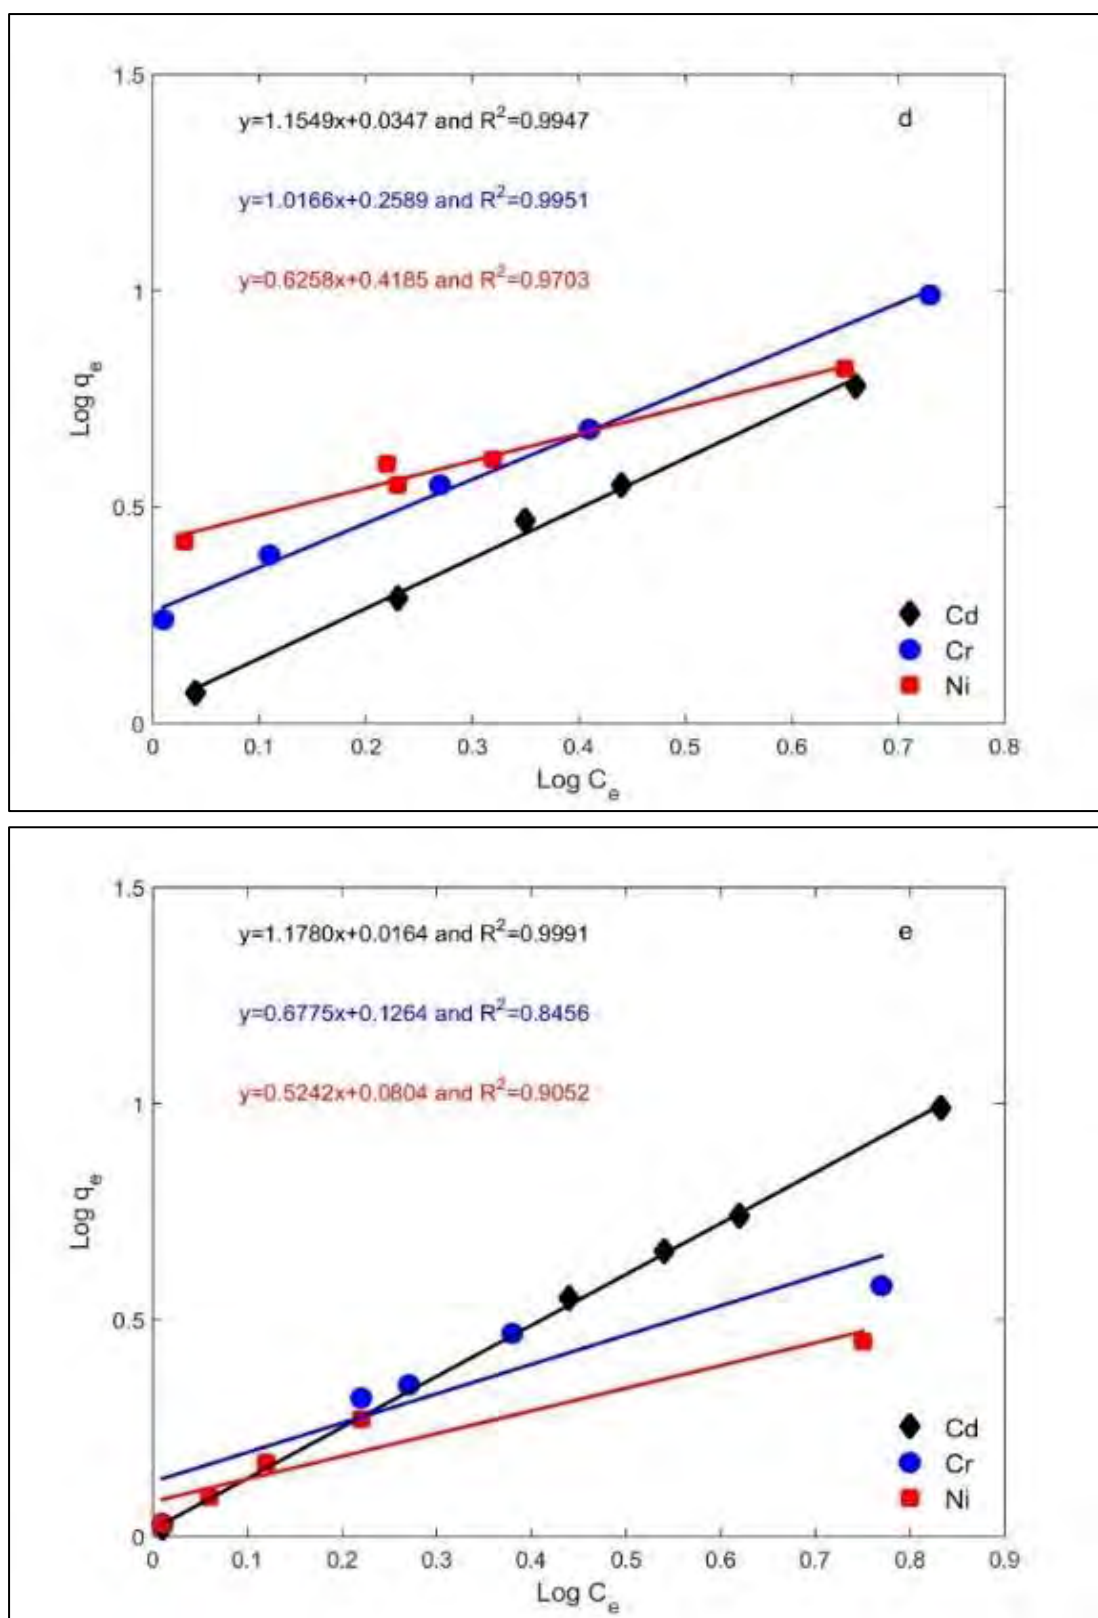 1.5
y=1.1549x+0.0347 and R²=0.9947
d
y=1.0166x+0.2589 and R²=0.9951
y=0.6258x+0.4185 and R²=0.9703
1
Log qₑ
0.5
Cd
Cr
Ni
0
0 0.1 0.2 0.3 0.4 0.5 0.6 0.7 0.8
Log Cₑ
1.5
y=1.1780x+0.0164 and R²=0.9991
e
y=0.6775x+0.1264 and R²=0.8456
y=0.5242x+0.0804 and R²=0.9052
1
Log qₑ
0.5
Cd
Cr
Ni
0
0 0.1 0.2 0.3 0.4 0.5 0.6 0.7 0.8 0.9
Log Cₑ